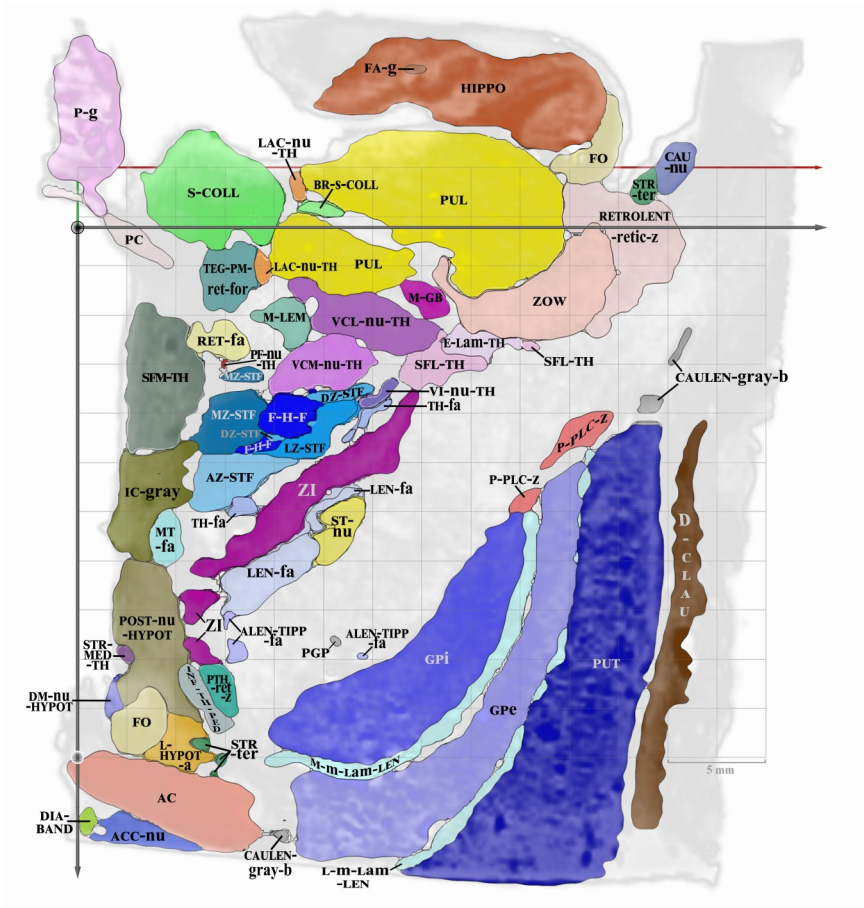 FA-g
HIPPO
P-g
LAC-nu
-TH
FO
CAU
-nu
S-COLL
BR-S-COLL
STR
-ter
PUL
RETROLENT
-retic-z
PC
TEG-PM-
ret-for
LAC-nu-TH
PUL
M-GB
ZOW
M-LEM
VCL-nu-TH
RET-fa
E-Lam-TH
PF-nu
-TH
SFL-TH
SFM-TH
MZ-STF
VCM-nu-TH
SFL-TH
CAULEN-gray-b
DZ-STF
VI-nu-TH
TH-fa
MZ-STF
F-H-F
DZ-STF
F-H-F
LZ-STF
P-PLC-Z
AZ-STF
IC-gray
ZI
LEN-fa
P-PLC-z
TH-fa
ST-
nu
MT
-fa
D-CLAU
LEN-fa
POST-nu
-HYPOT
ZI
ALEN-TIPP
-fa
STR-
MED
-TH
PGP
ALEN-TIPP
-fa
GPi
PUT
DM-nu
-HYPOT
INF-TH-PED
PTH
-ret
-z
GPe
FO
L-
HYPOT
-a
STR
-ter
M-m-Lam-LEN
5 mm
AC
DIA-
BAND
ACC-nu
CAULEN-
gray-b
L-m-Lam
-LEN